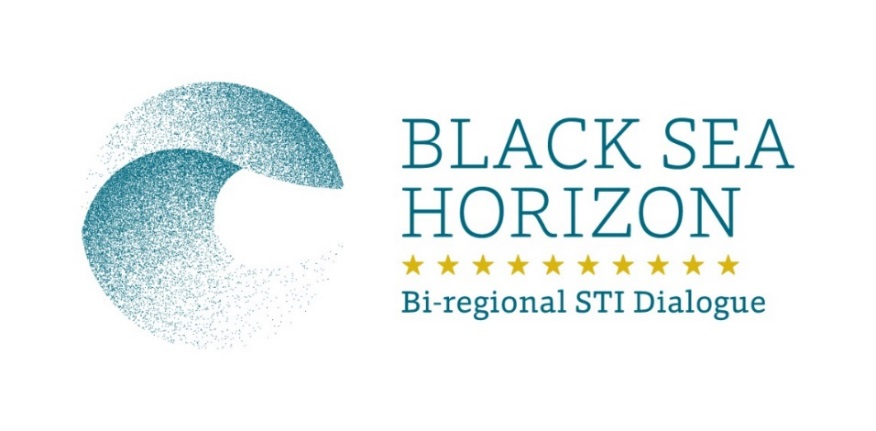 BLACK SEA
HORIZON
Bi-regional STI Dialogue